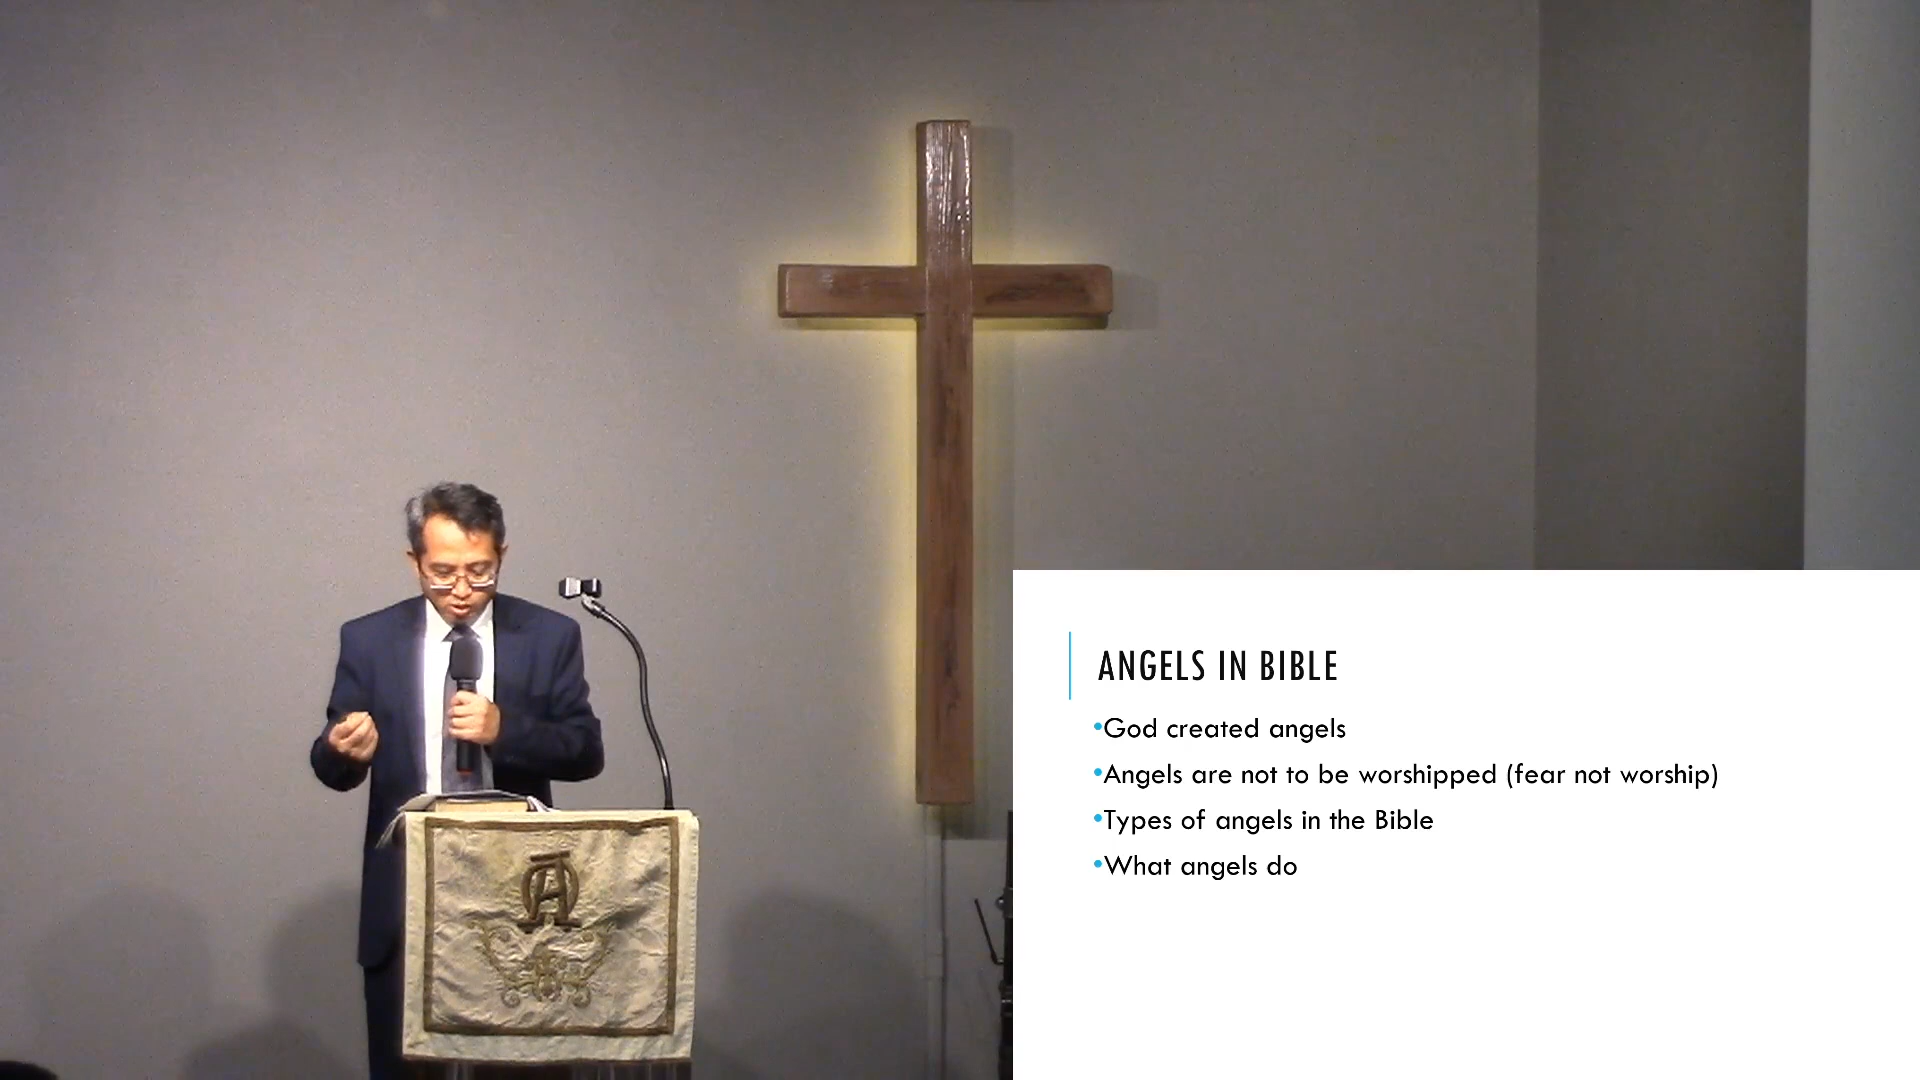 ANGELS IN BIBLE
•God created angels
•Angels are not to be worshipped (fear not worship)
•Types of angels in the Bible
•What angels do